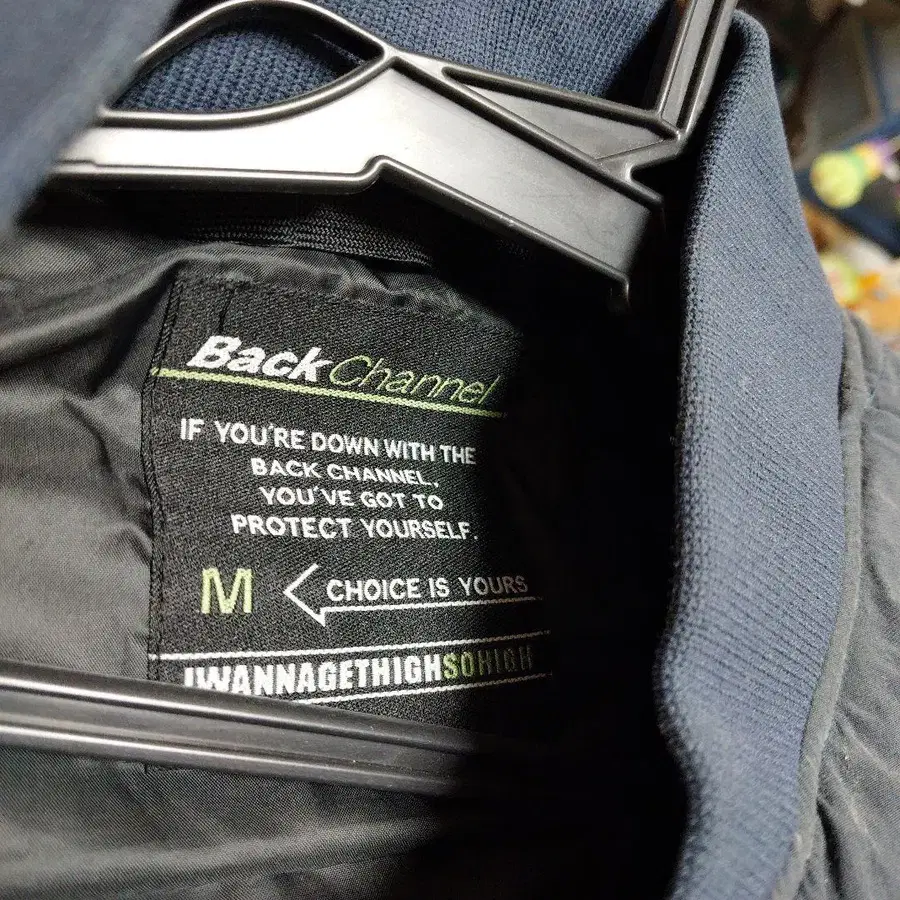 Back Channel
IF YOU'RE DOWN WITH THE
BACK CHANNEL,
YOU'VE GOT TO
PROTECT YOURSELF.
M CHOICE IS YOURS
IWANNAGETHIGHSOHIGH